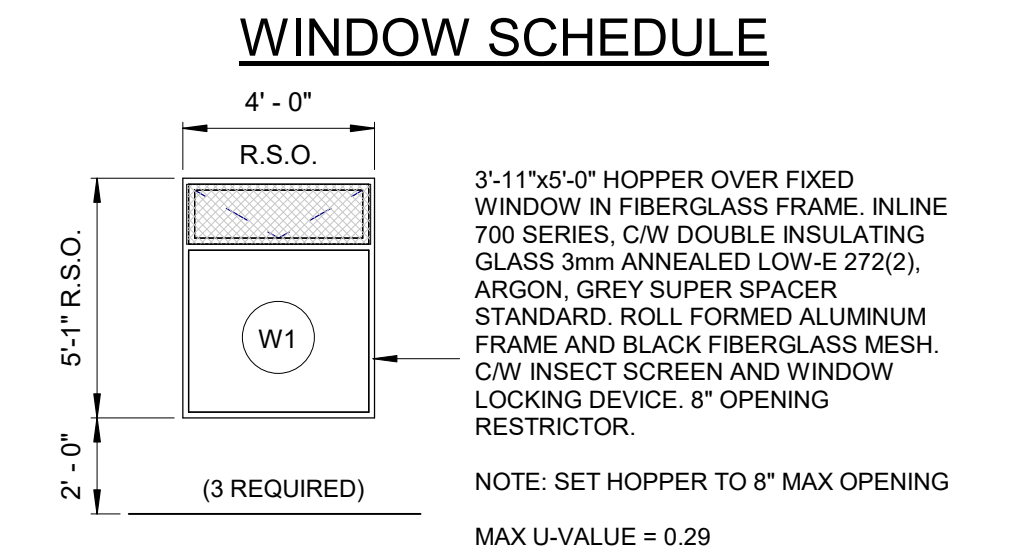 WINDOW SCHEDULE
4' - 0"
R.S.O.
5'-1" R.S.O.
W1
2' - 0"
(3 REQUIRED)
3'-11"x5'-0" HOPPER OVER FIXED
WINDOW IN FIBERGLASS FRAME. INLINE
700 SERIES, C/W DOUBLE INSULATING
GLASS 3mm ANNEALED LOW-E 272(2),
ARGON, GREY SUPER SPACER
STANDARD. ROLL FORMED ALUMINUM
FRAME AND BLACK FIBERGLASS MESH.
C/W INSECT SCREEN AND WINDOW
LOCKING DEVICE. 8" OPENING
RESTRICTOR.
NOTE: SET HOPPER TO 8" MAX OPENING
MAX U-VALUE = 0.29